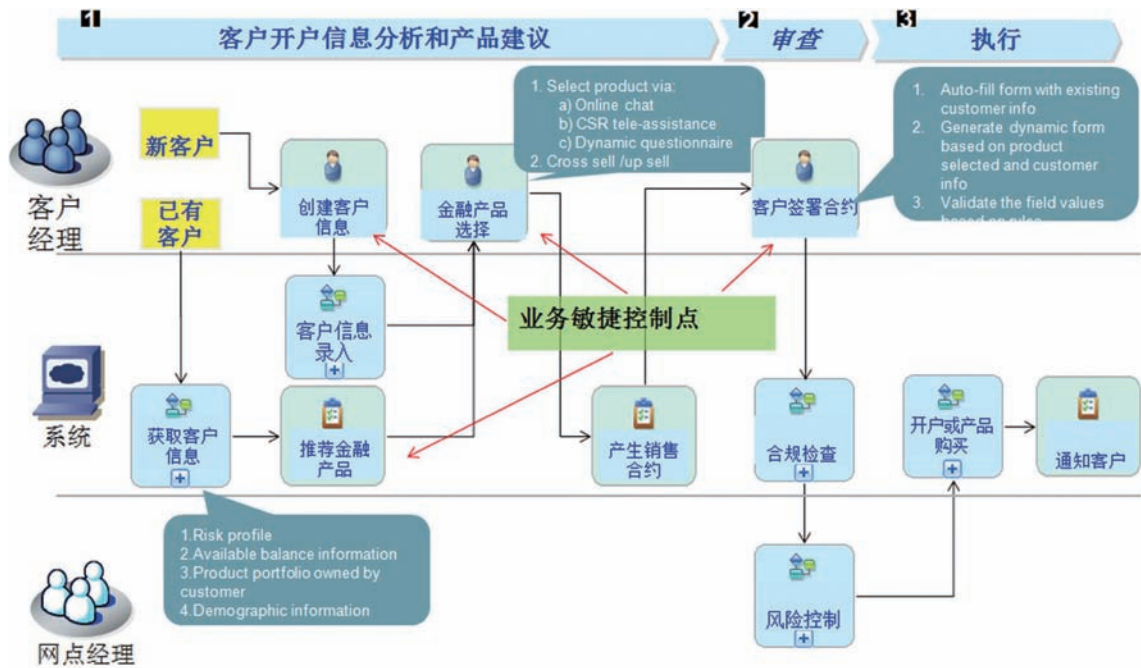 1
客户开户信息分析和产品建议
2
审查
3
执行
1. Select product via:
a) Online chat
b) CSR tele-assistance
c) Dynamic questionnaire
2. Cross sell /up sell
1. Auto-fill form with existing
customer info
2. Generate dynamic form
based on product
selected and customer
info
3. Validate the field values
based on rules
客户
经理
新客户
已有
客户
创建客户
信息
金融产品
选择
客户签署合约
业务敏捷控制点
客户信息
录入
系统
获取客户
信息
推荐金融
产品
产生销售
合约
合规检查
开户或产品
购买
通知客户
1.Risk profile
2.Available balance information
3.Product portfolio owned by
customer
4.Demographic information
网点经理
风险控制